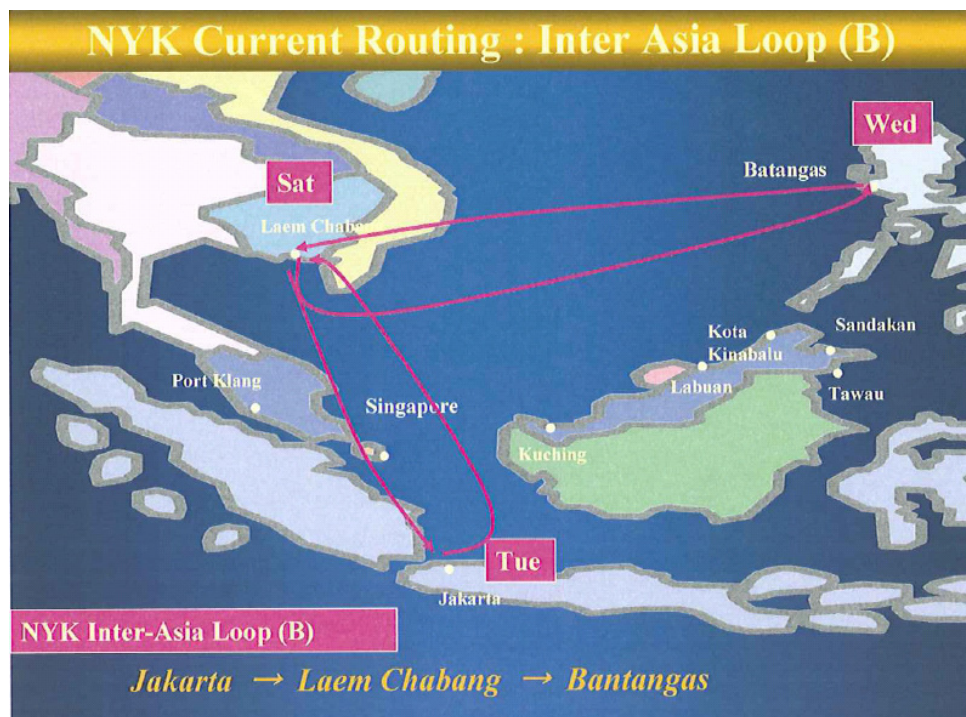 NYK Current Routing : Inter Asia Loop (B)
Wed
Batangas
Sat
Laem Chaba
Kota
Kinabalu
Sandakan
Labuan
Tawau
Port Klang
Singapore
Kuching
Tue
Jakarta
NYK Inter-Asia Loop (B)
Jakarta → Laem Chabang → Bantangas